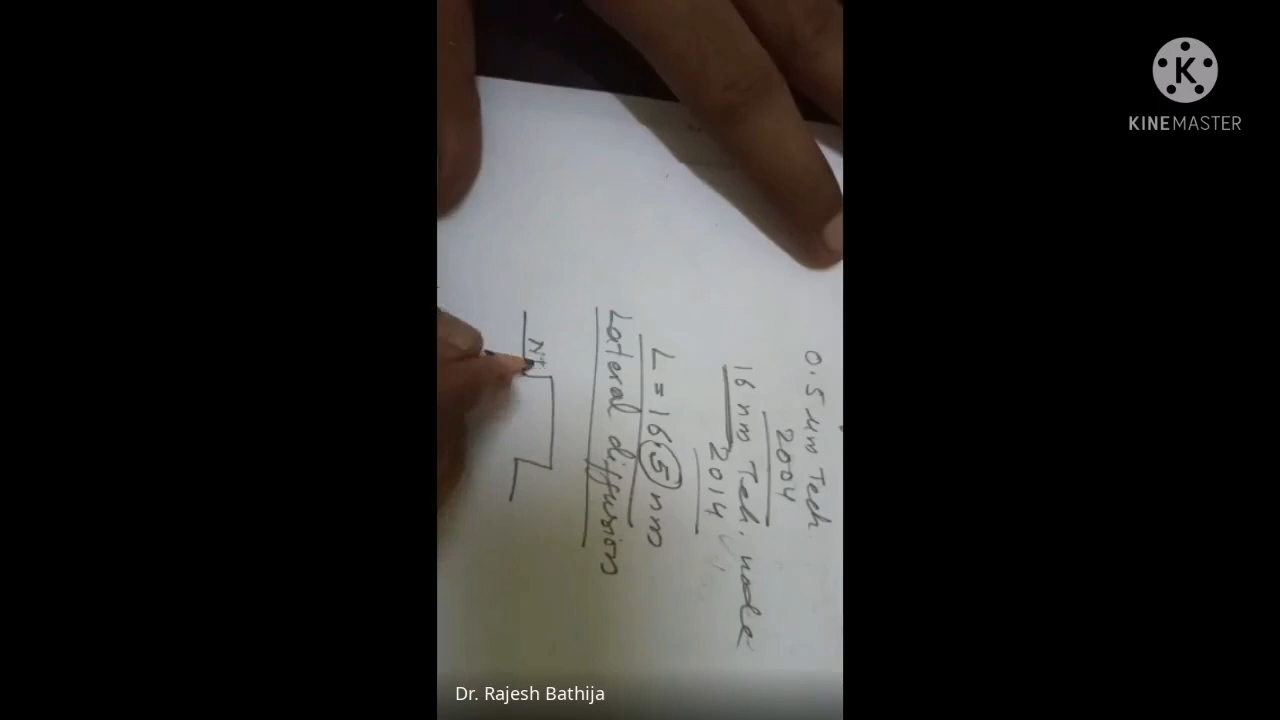 0.5 um Tech
2004
16 nm Tech. node
2014
L = 16.5 nm
Lateral diffusion
N+
KINEMASTER
Dr. Rajesh Bathija